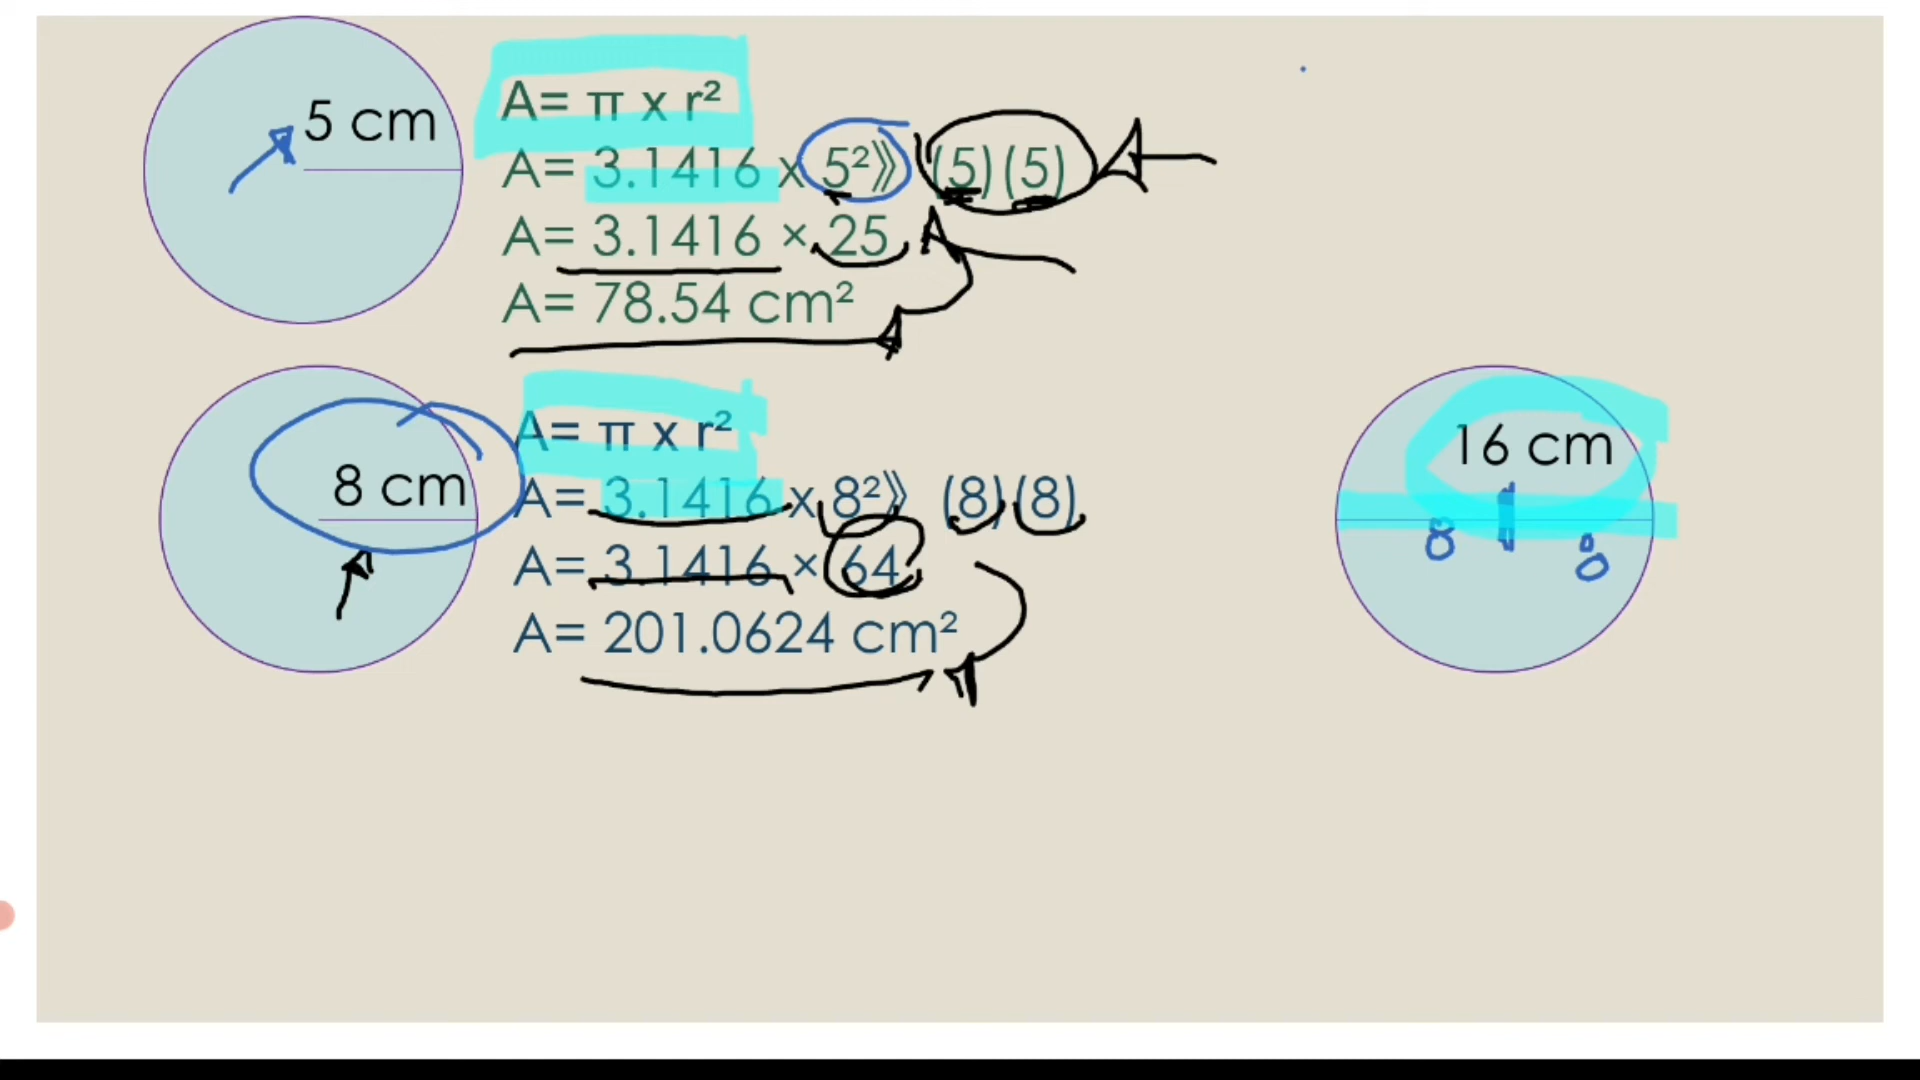 5 cm
A= π x r²
A= 3.1416 x 5²》 (5)(5)
A= 3.1416 × 25
A= 78.54 cm²
8 cm
A= π x r²
A= 3.1416 x 8²》 (8)(8)
A= 3.1416 × 64
A= 201.0624 cm²
16 cm
8 8